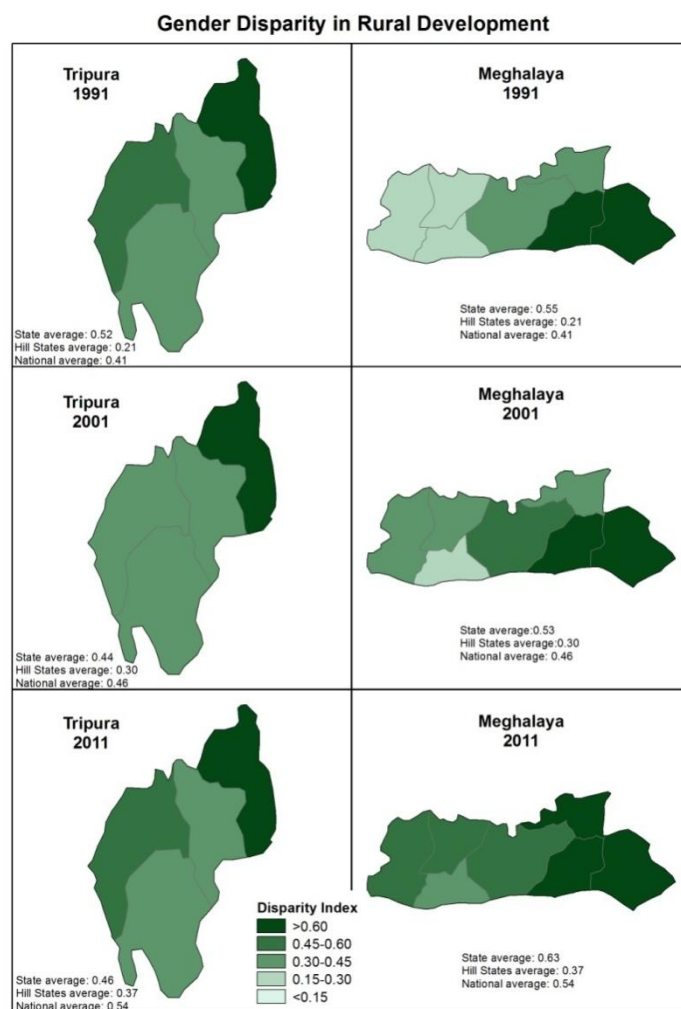 Gender Disparity in Rural Development
Tripura
1991
State average: 0.52
Hill States average: 0.21
National average: 0.41
Meghalaya
1991
State average: 0.55
Hill States average: 0.21
National average: 0.41
Tripura
2001
State average: 0.44
Hill States average: 0.30
National average: 0.46
Meghalaya
2001
State average:0.53
Hill States average:0.30
National average: 0.46
Tripura
2011
State average: 0.46
Hill States average: 0.37
National average: 0.54
Meghalaya
2011
State average: 0.63
Hill States average: 0.37
National average: 0.54
Disparity Index
>0.60
0.45-0.60
0.30-0.45
0.15-0.30
<0.15